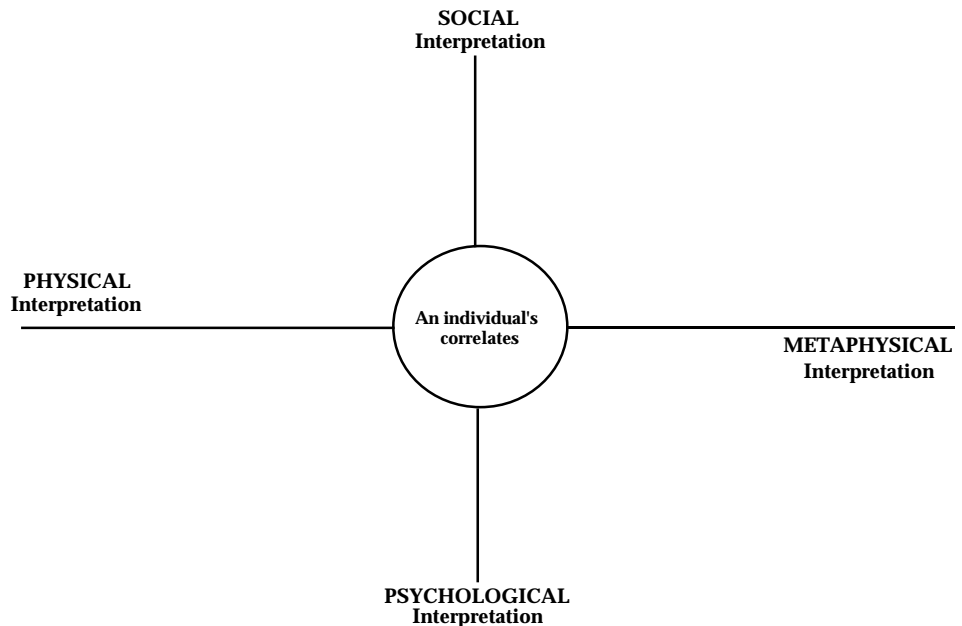 SOCIAL
Interpretation
PHYSICAL
Interpretation
An individual's
correlates
METAPHYSICAL
Interpretation
PSYCHOLOGICAL
Interpretation